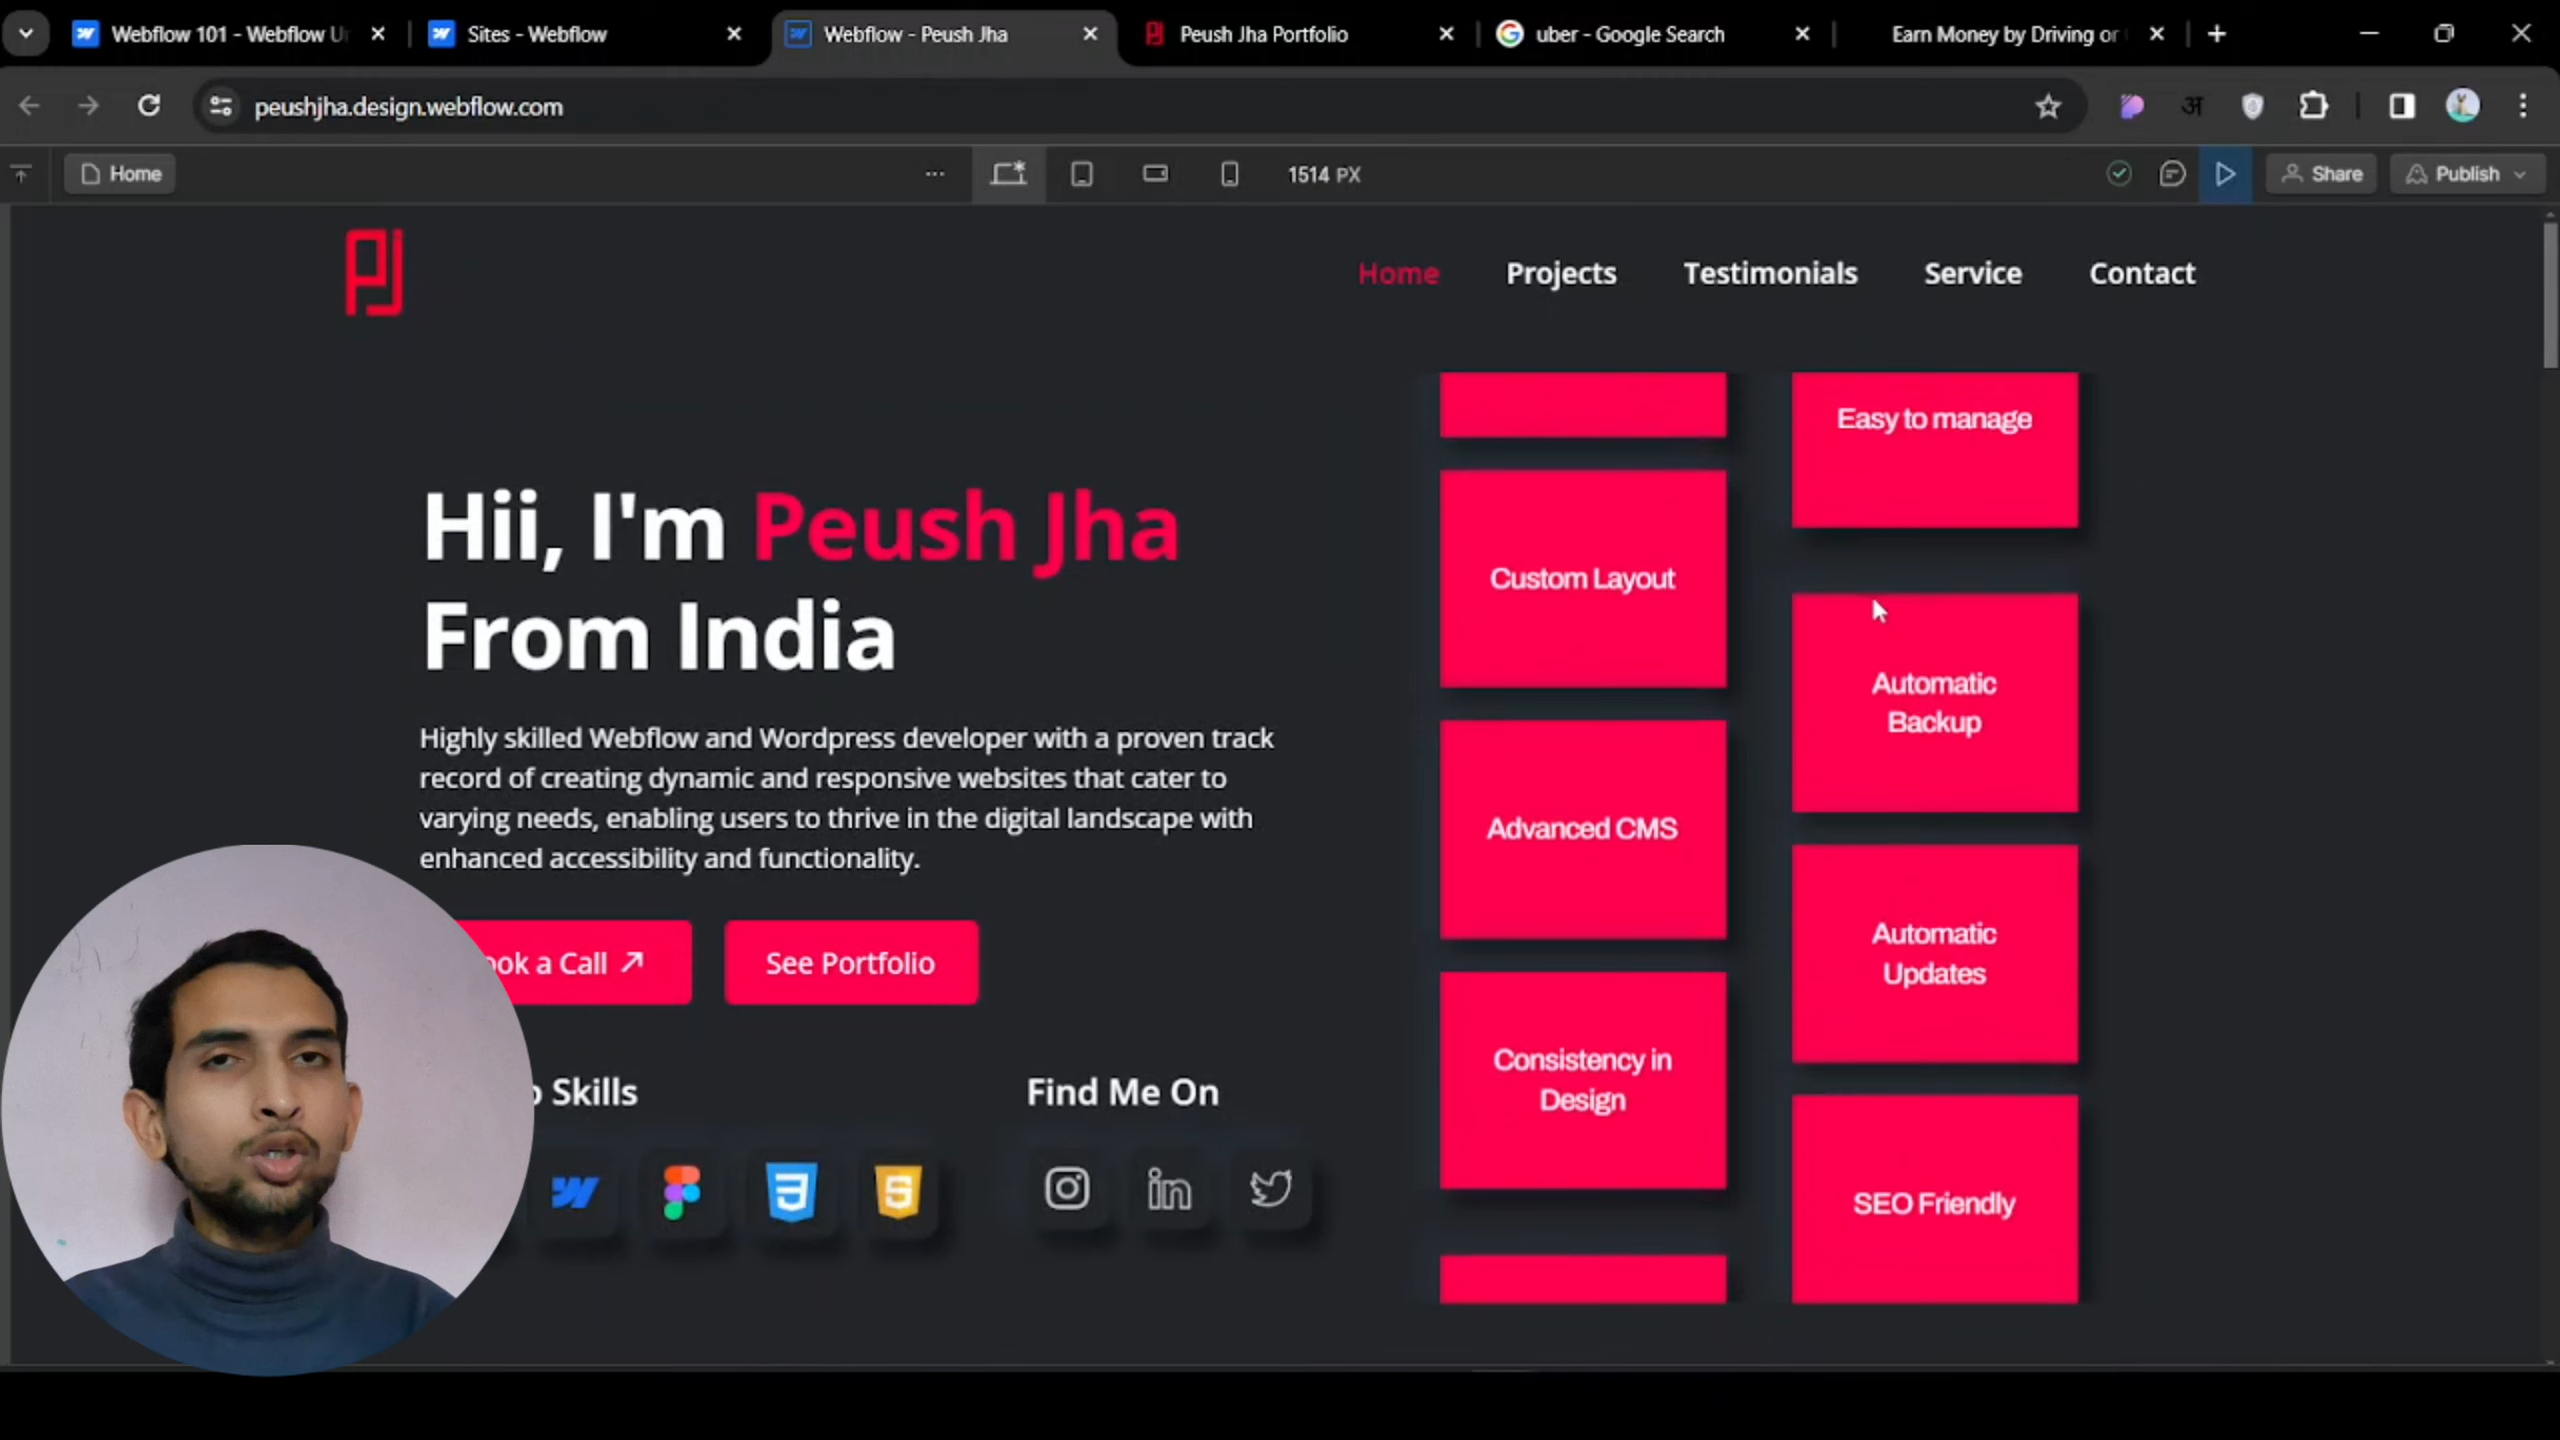 Webflow 101 - Webflow U
Sites - Webflow
Webflow - Peush Jha
Peush Jha Portfolio
uber - Google Search
Earn Money by Driving or
peushjha.design.webflow.com
अ
Home
1514 PX
Share
Publish
PJ
Home
Projects
Testimonials
Service
Contact
Hii, I'm Peush Jha
From India
Highly skilled Webflow and Wordpress developer with a proven track
record of creating dynamic and responsive websites that cater to
varying needs, enabling users to thrive in the digital landscape with
enhanced accessibility and functionality.
ook a Call
See Portfolio
Skills
Find Me On
Custom Layout
Advanced CMS
Consistency in
Design
Easy to manage
Automatic
Backup
Automatic
Updates
SEO Friendly